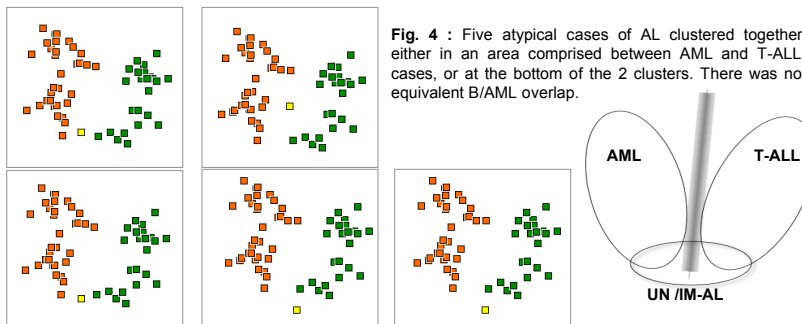 Fig. 4 : Five atypical cases of AL clustered together
either in an area comprised between AML and T-ALL
cases, or at the bottom of the 2 clusters. There was no
equivalent B/AML overlap.
AML
T-ALL
UN /IM-AL